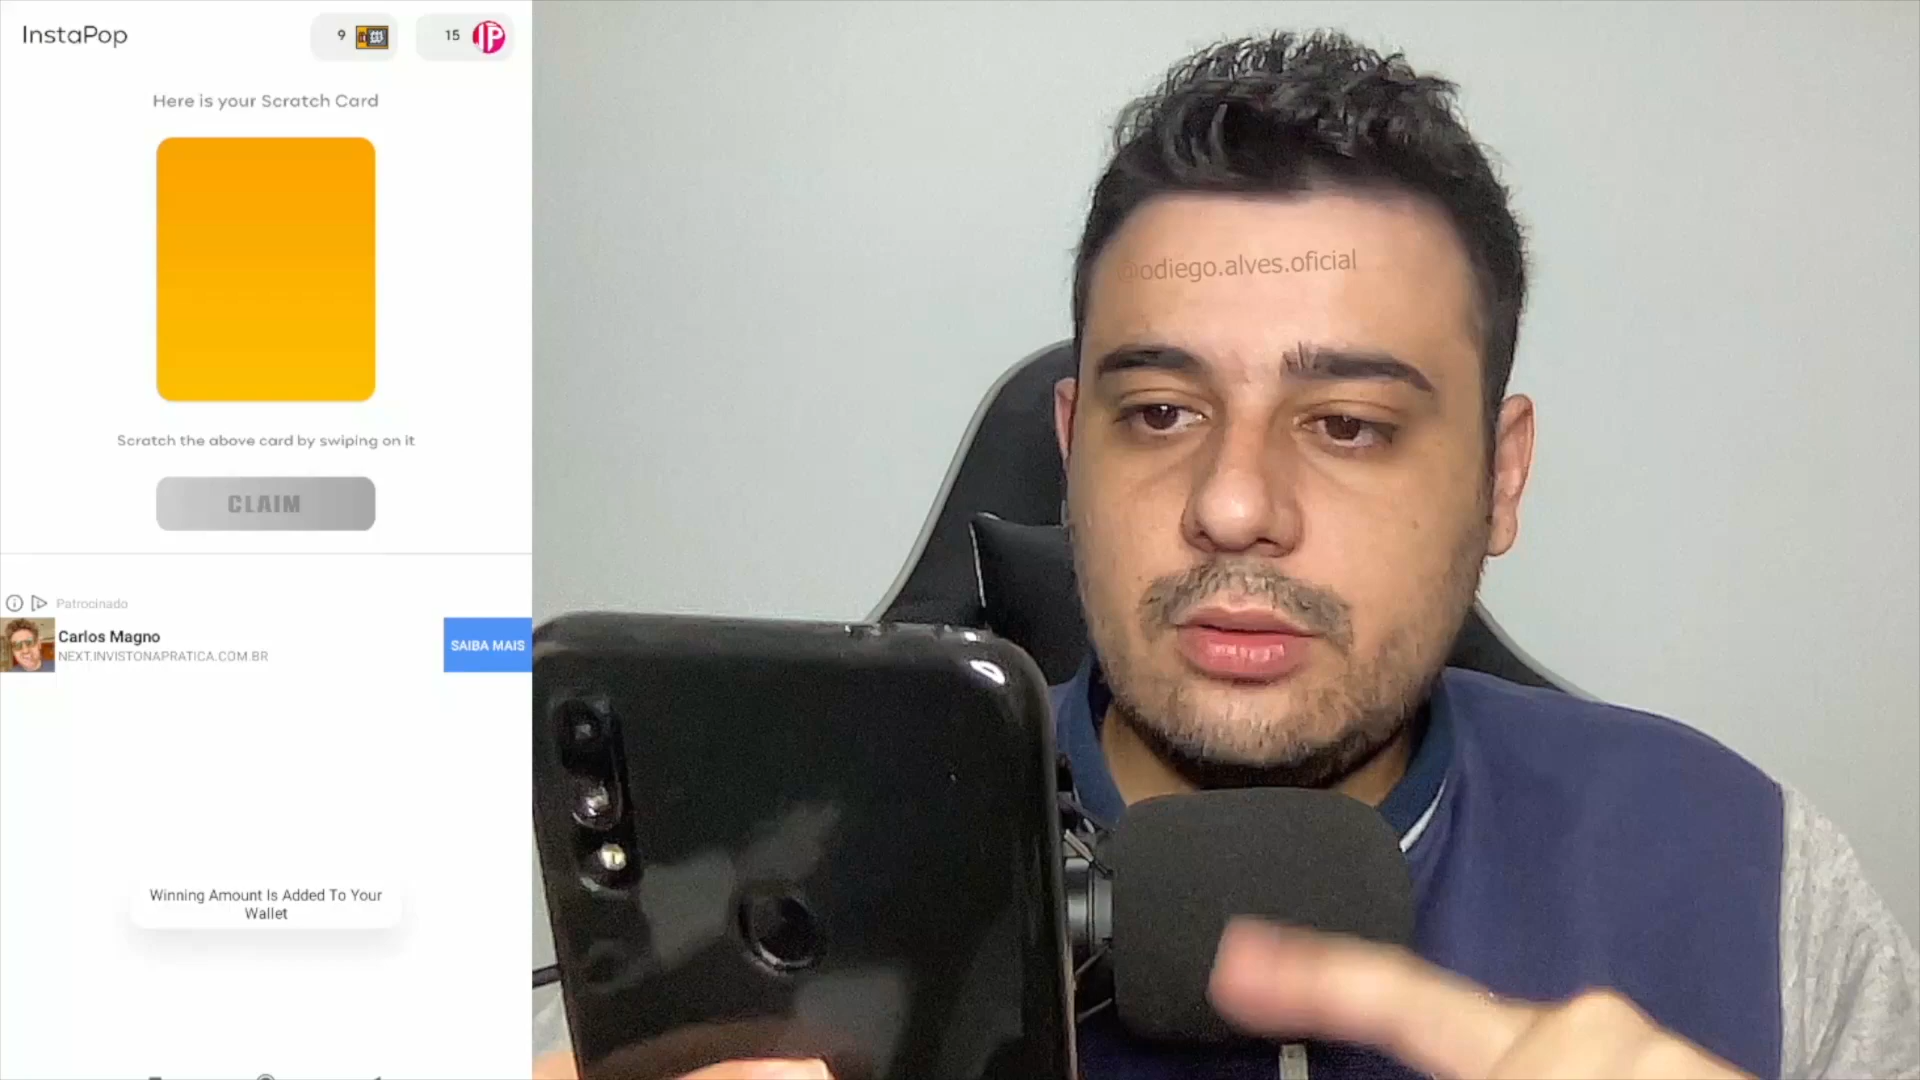 InstaPop
9
15
Here is your Scratch Card
Scratch the above card by swiping on it
CLAIM
Patrocinado
Carlos Magno
NEXT.INVISTONAPRATICA.COM.BR
SAIBA MAIS
Winning Amount Is Added To Your
Wallet
@odiego.alves.oficial